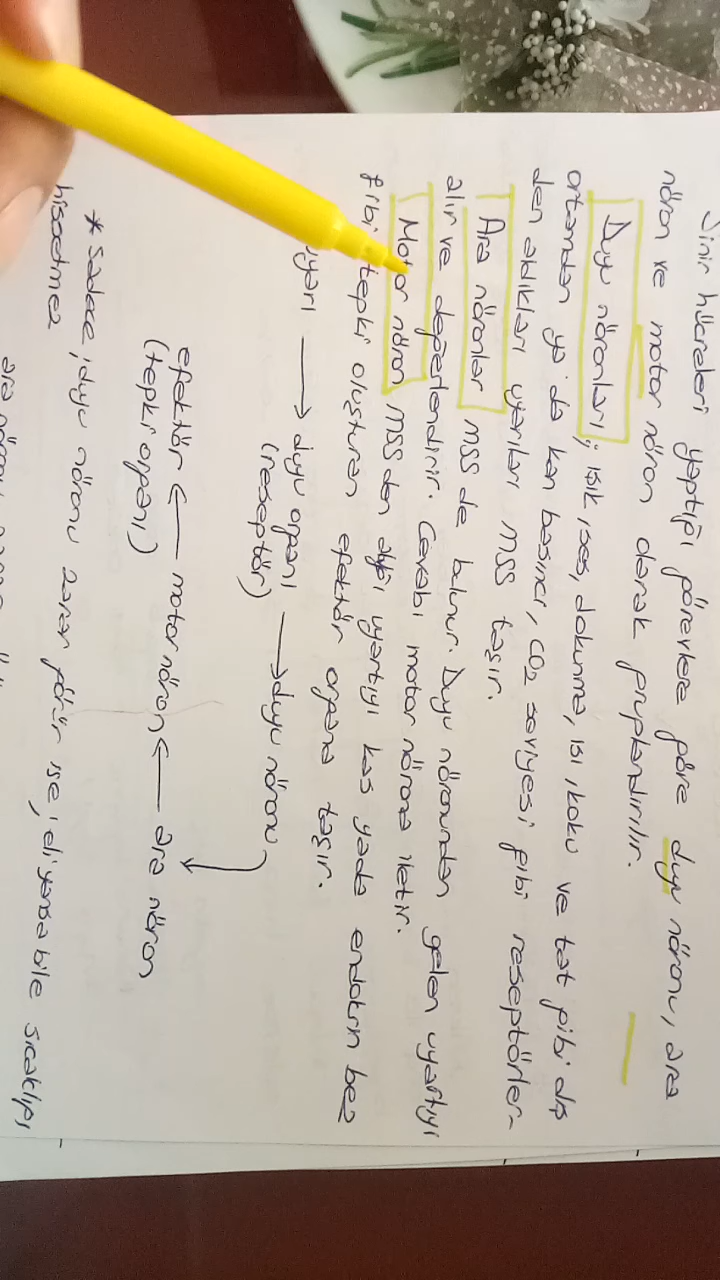 Sinir hücreleri yaptığı görevlere göre duyu nöronu, ara
nöron ve motor nöron olarak gruplandırılır.
Duyu nöronları; ışık, ses, dokunma, ısı, koku ve tat gibi dış
ortamdan ya da kan basıncı, CO2 seviyesi gibi reseptörler-
den aldıkları uyarıları MSS taşır.
Ara nöronlar MSS de bulunur. Duyu nöronundan gelen uyartıyı
alır ve değerlendirir. Cevabı motor nörona iletir.
Motor nöron MSS den aldığı uyartıyı kas yada endokrin bez
gibi tepki oluşturan efektör organa taşır.
uyarı → duyu organı → duyu nöronu
(reseptör)
efektör ← motor nöron ← ara nöron
(tepki organı)
* Sadece; duyu nöronu zarar görür ise, eli yansa bile sıcaklığı
hissetmez